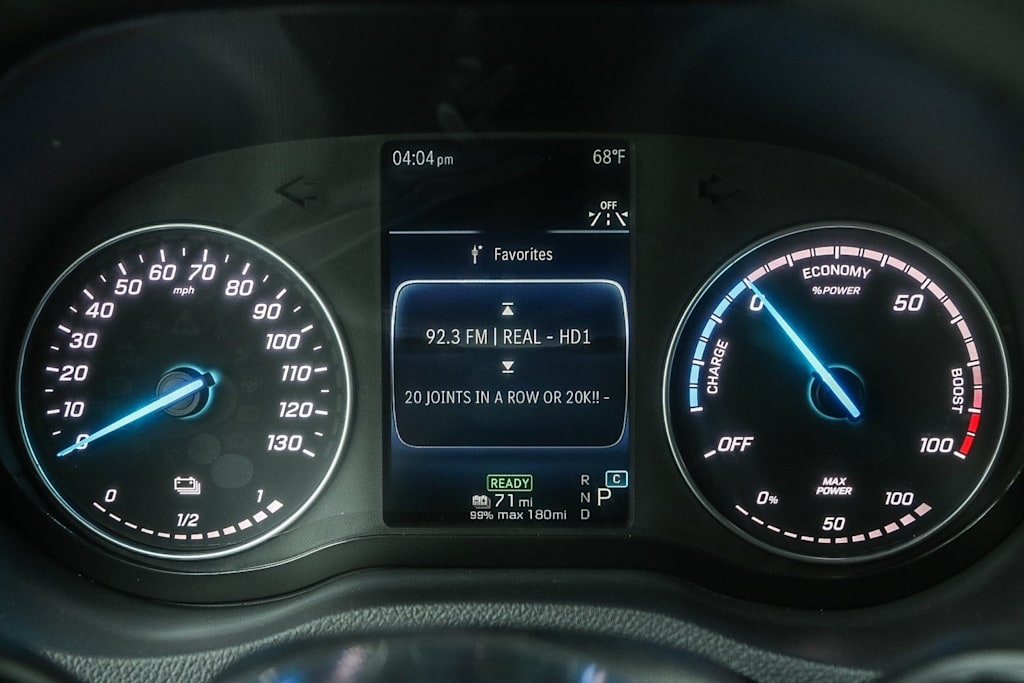 04:04 pm 68°F
OFF
Favorites
92.3 FM | REAL - HD1
20 JOINTS IN A ROW OR 20K!! -
READY
71 mi
99% max 180mi
R
N P C
D
0 10 20 30 40 50 60 70 80 90 100 110 120 130
mph
0 1/2 1
ECONOMY
% POWER
0 50 100
CHARGE
BOOST
OFF
MAX
POWER
0% 50 100